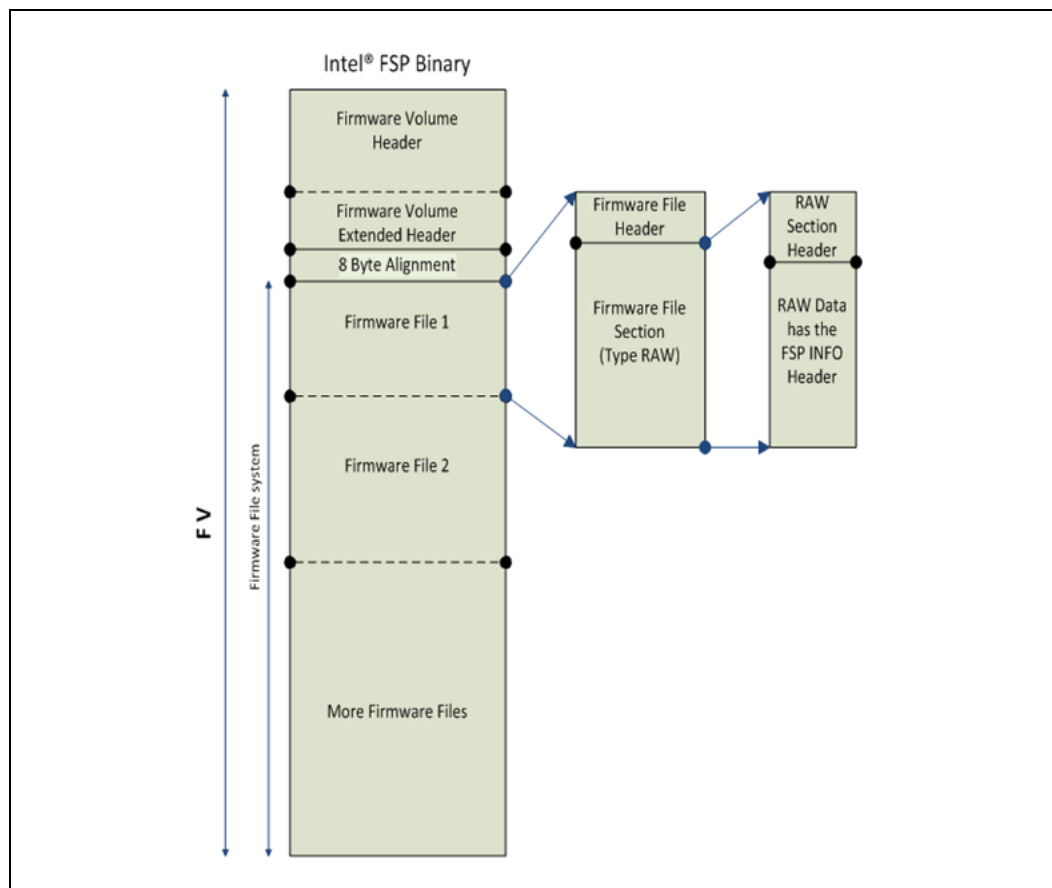 Intel® FSP Binary
Firmware Volume
Header
Firmware Volume
Extended Header
8 Byte Alignment
Firmware File 1
Firmware File 2
More Firmware Files
F V
Firmware File system
Firmware File
Header
Firmware File
Section
(Type RAW)
RAW
Section
Header
RAW Data
has the
FSP INFO
Header